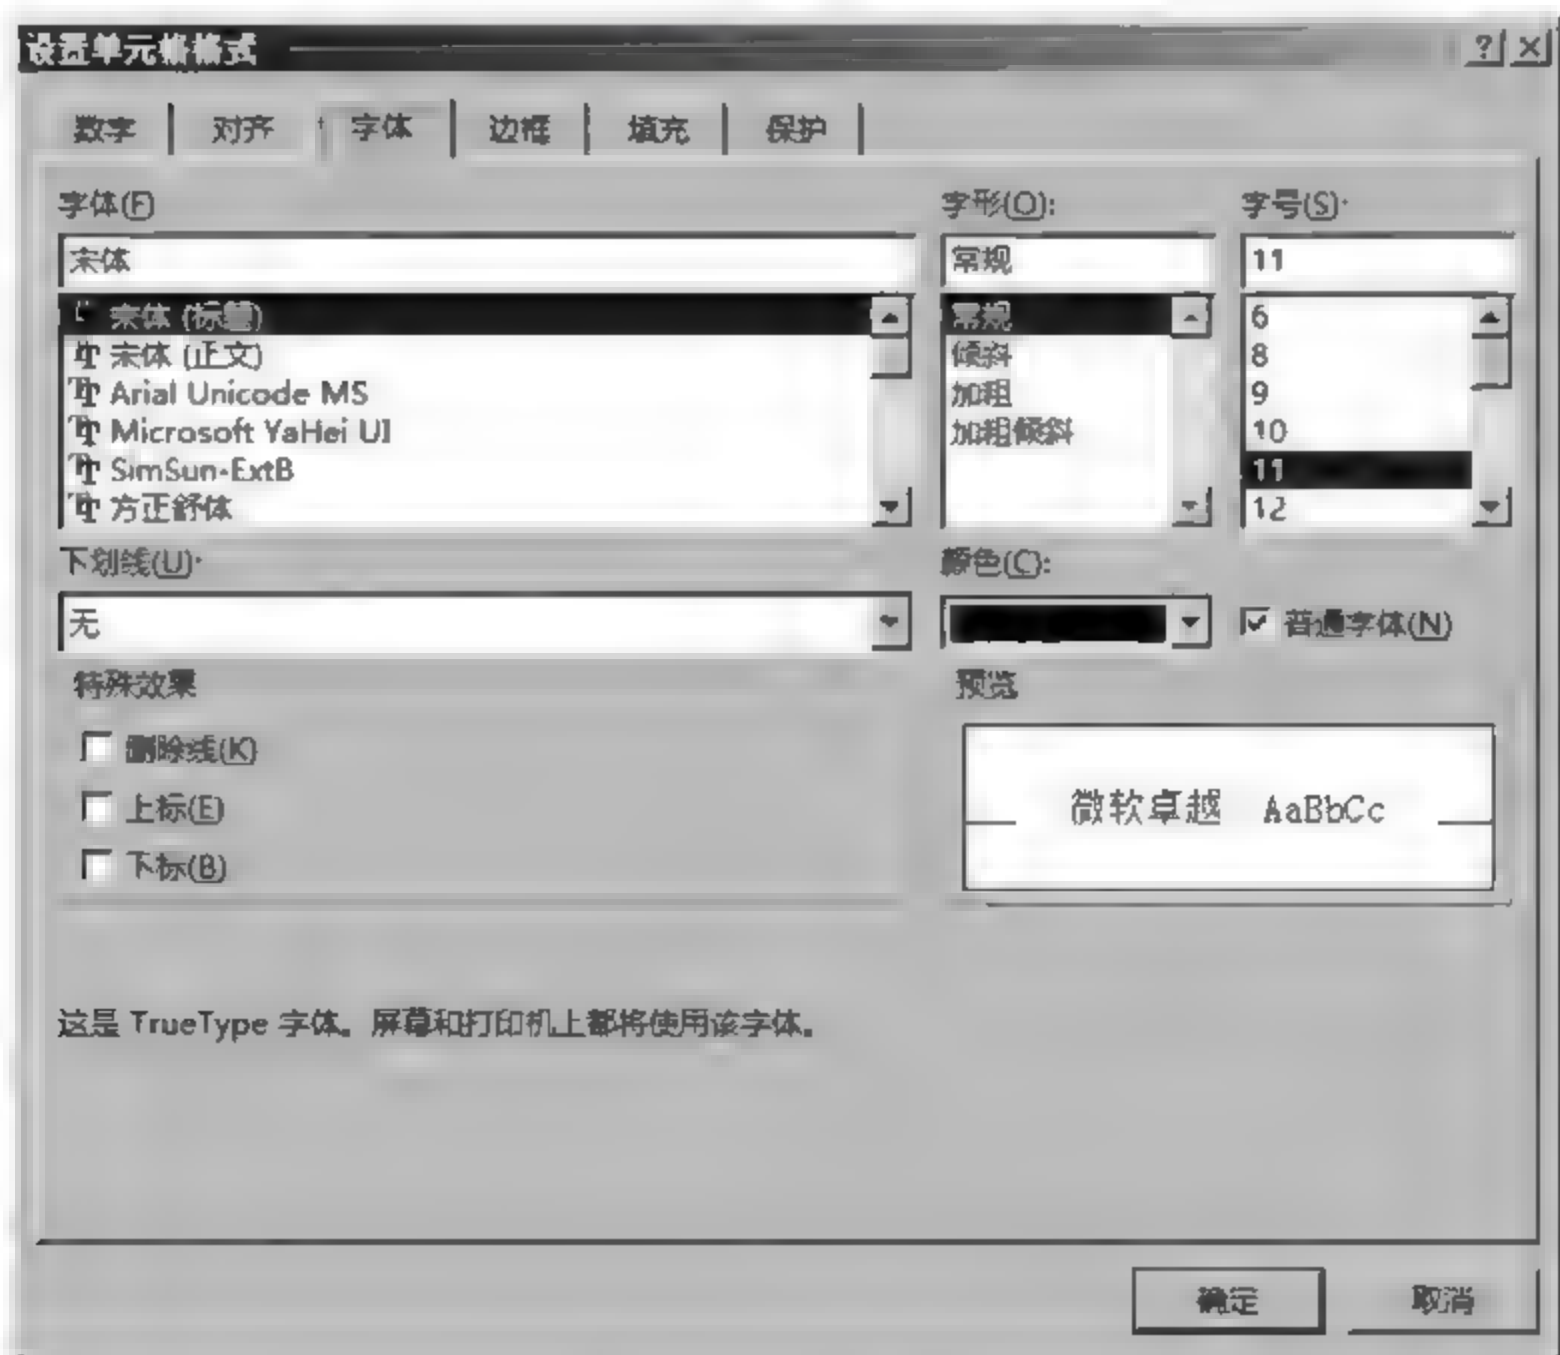 设置单元格格式
数字 对齐 字体 边框 填充 保护
字体(F) 字形(O): 字号(S):
宋体 常规 11
宋体 (标题) 常规 6
宋体 (正文) 倾斜 8
Arial Unicode MS 加粗 9
Microsoft YaHei UI 加粗倾斜 10
SimSun-ExtB 11
方正舒体 12
下划线(U): 颜色(C):
无 普通字体(N)
特殊效果 预览
删除线(K)
上标(E) 微软卓越 AaBbCc
下标(B)
这是 TrueType 字体。屏幕和打印机上都将使用该字体。
确定 取消